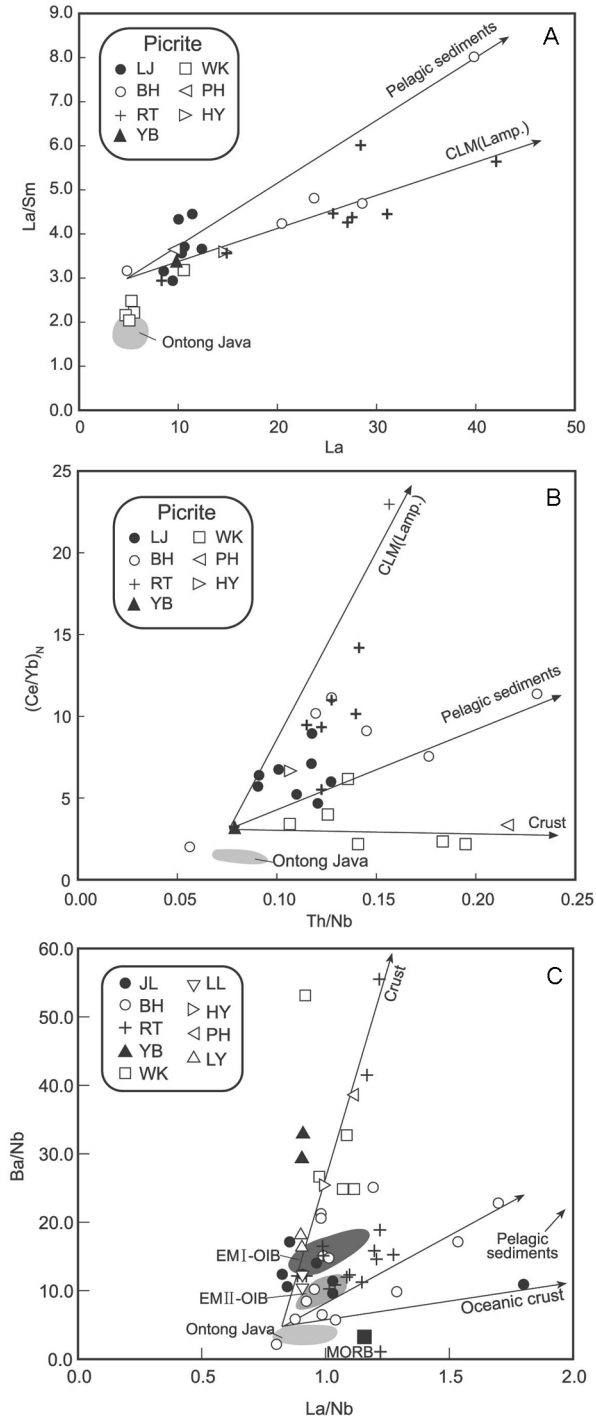 A
9.0
8.0
7.0
6.0
5.0
4.0
3.0
2.0
1.0
0.0
La/Sm
Picrite
LJ WK
BH PH
RT HY
YB
Pelagic sediments
CLM(Lamp.)
Ontong Java
0 10 20 30 40 50
La
B
25
20
15
10
5
0
(Ce/Yb)N
Picrite
LJ WK
BH PH
RT HY
YB
CLM(Lamp.)
Pelagic sediments
Crust
Ontong Java
0.00 0.05 0.10 0.15 0.20 0.25
Th/Nb
C
60.0
50.0
40.0
30.0
20.0
10.0
0.0
Ba/Nb
JL LL
BH HY
RT PH
YB LY
WK
Crust
EMI-OIB
EMII-OIB
Ontong Java
Pelagic
sediments
Oceanic crust
MORB
0.0 0.5 1.0 1.5 2.0
La/Nb